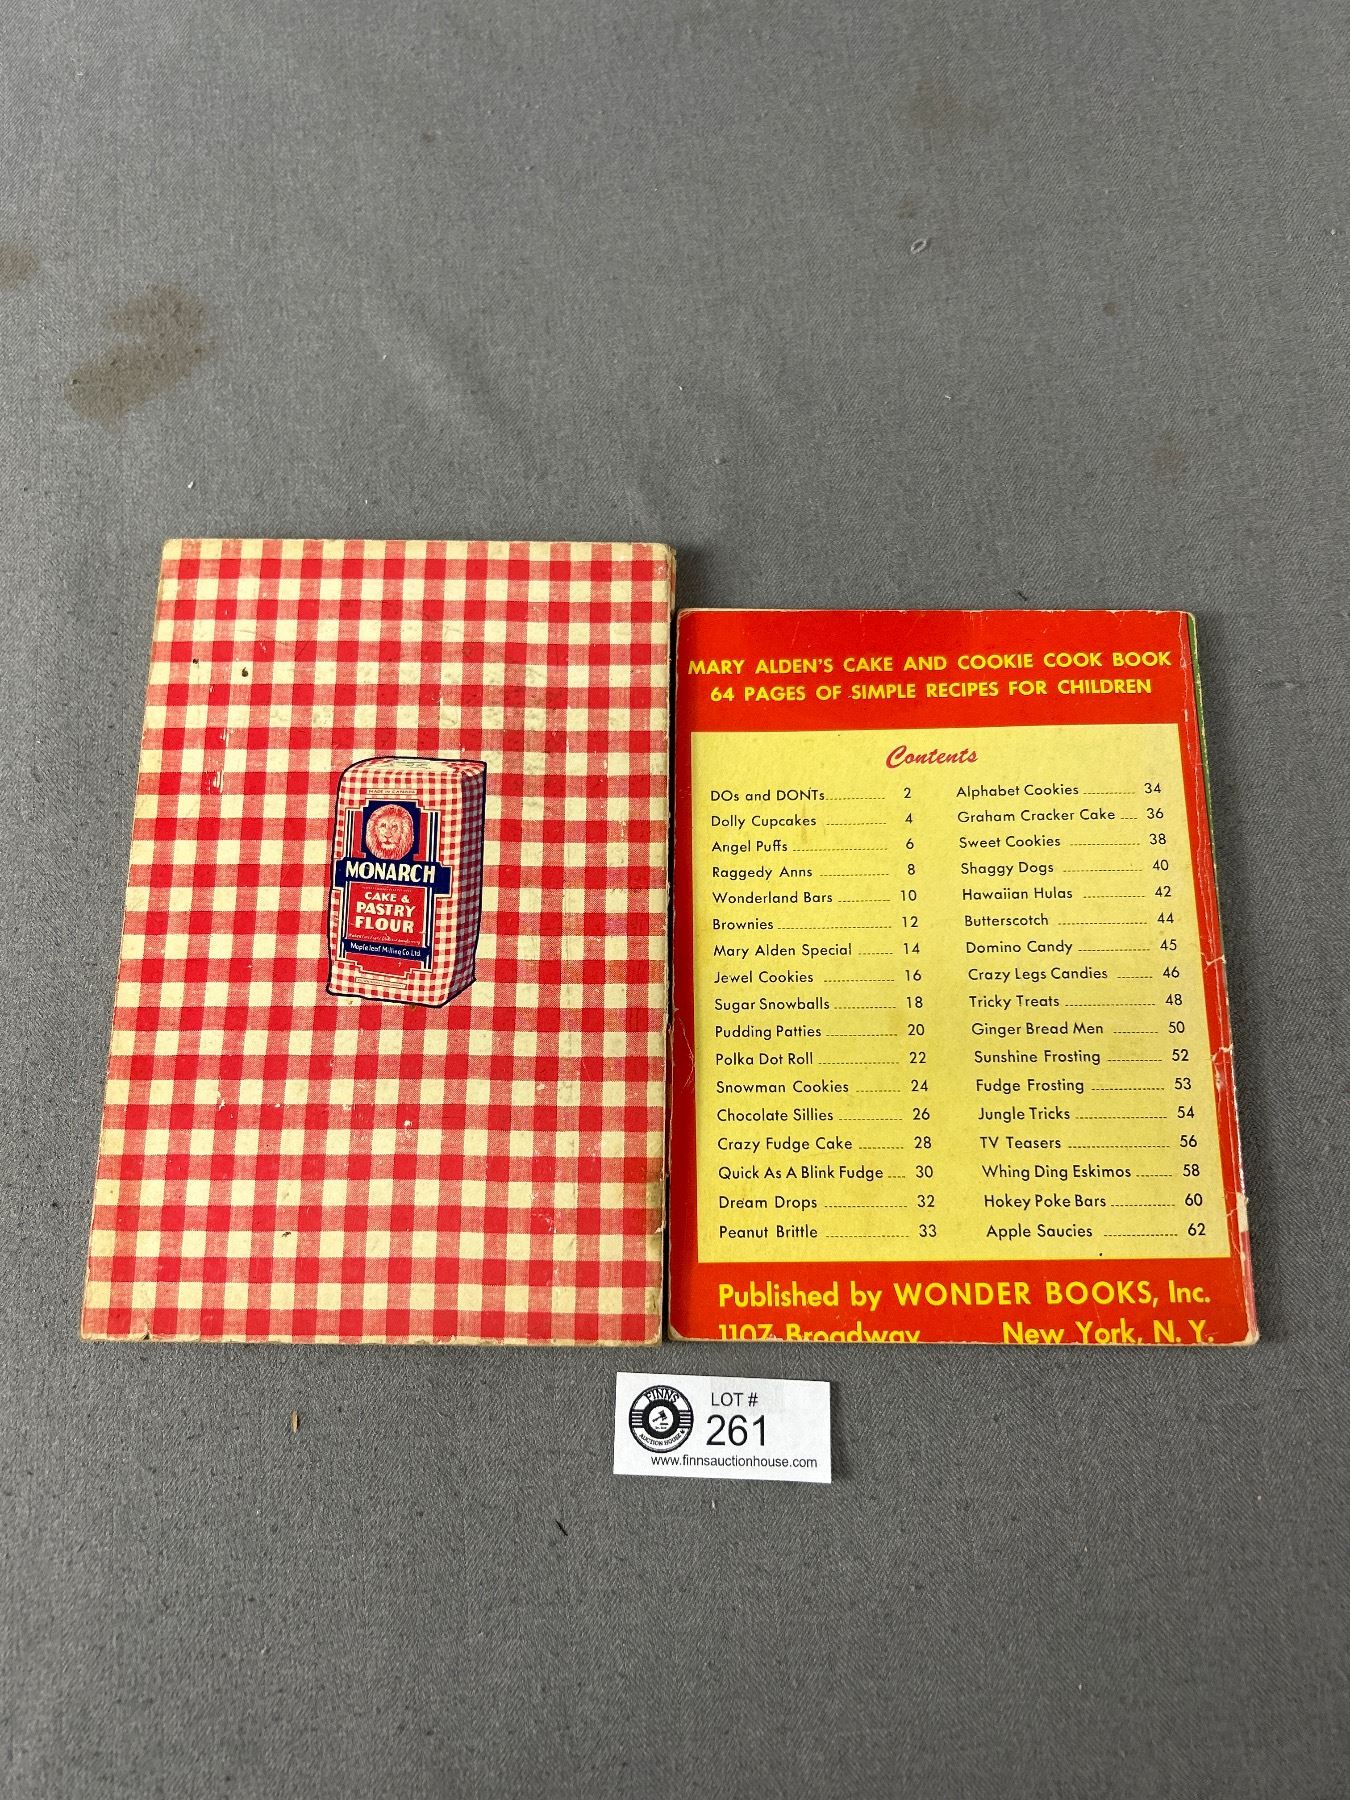 MADE IN CANADA
MONARCH
CAKE &
PASTRY
FLOUR
Maple Leaf Milling Co. Ltd.
MARY ALDEN'S CAKE AND COOKIE COOK BOOK
64 PAGES OF SIMPLE RECIPES FOR CHILDREN
Contents
DOs and DONTs 2
Dolly Cupcakes 4
Angel Puffs 6
Raggedy Anns 8
Wonderland Bars 10
Brownies 12
Mary Alden Special 14
Jewel Cookies 16
Sugar Snowballs 18
Pudding Patties 20
Polka Dot Roll 22
Snowman Cookies 24
Chocolate Sillies 26
Crazy Fudge Cake 28
Quick As A Blink Fudge 30
Dream Drops 32
Peanut Brittle 33
Alphabet Cookies 34
Graham Cracker Cake 36
Sweet Cookies 38
Shaggy Dogs 40
Hawaiian Hulas 42
Butterscotch 44
Domino Candy 45
Crazy Legs Candies 46
Tricky Treats 48
Ginger Bread Men 50
Sunshine Frosting 52
Fudge Frosting 53
Jungle Tricks 54
TV Teasers 56
Whing Ding Eskimos 58
Hokey Poke Bars 60
Apple Saucies 62
Published by WONDER BOOKS, Inc.
1107 Broadway New York, N. Y.
FINNS
AUCTION HOUSE
LOT #
261
www.finnsauctionhouse.com